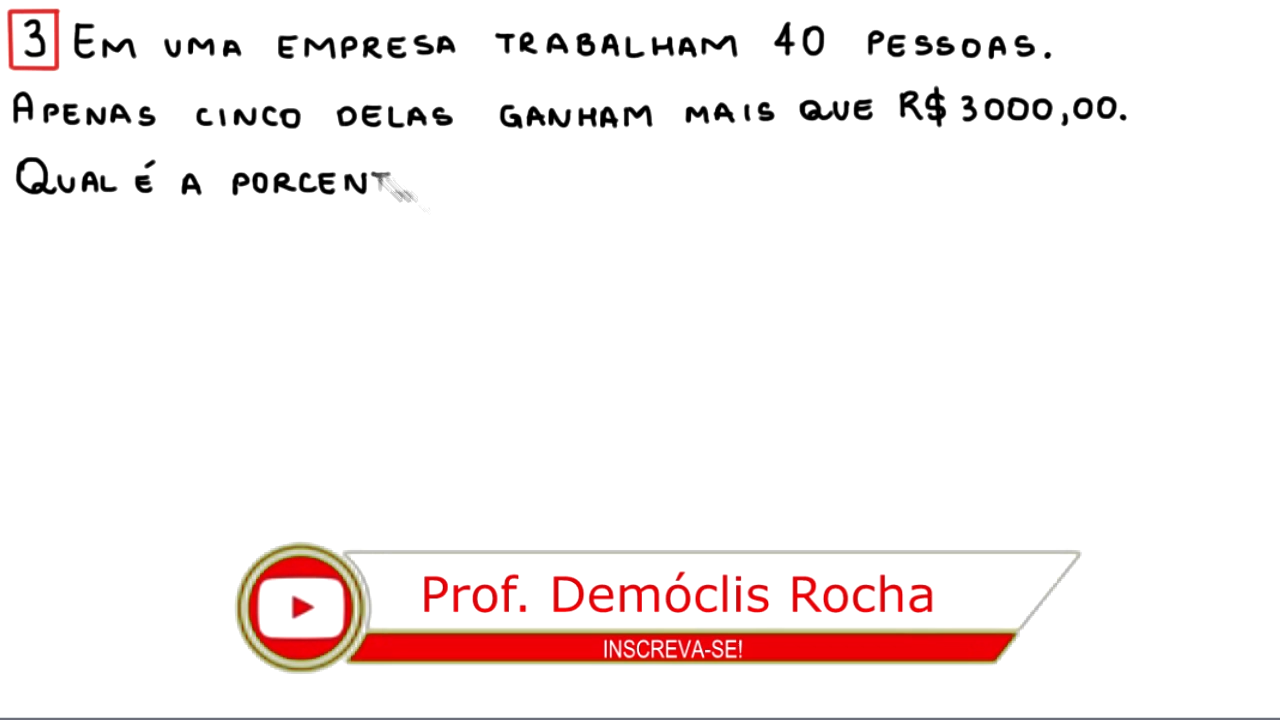 3 EM UMA EMPRESA TRABALHAM 40 PESSOAS.
APENAS CINCO DELAS GANHAM MAIS QUE R$ 3000,00.
QUAL É A PORCENT
Prof. Demóclis Rocha
INSCREVA-SE!